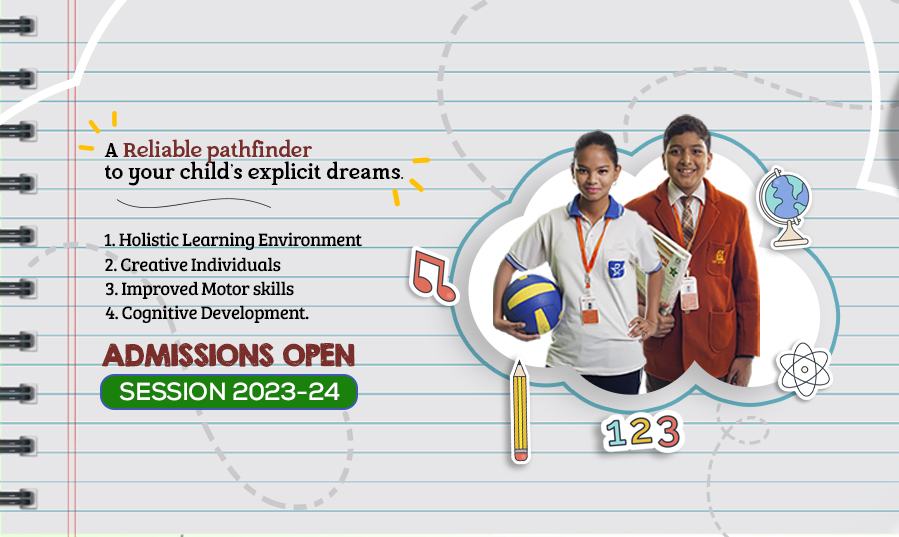 A Reliable pathfinder
to your child's explicit dreams.
1. Holistic Learning Environment
2. Creative Individuals
3. Improved Motor skills
4. Cognitive Development.
ADMISSIONS OPEN
SESSION 2023-24
123